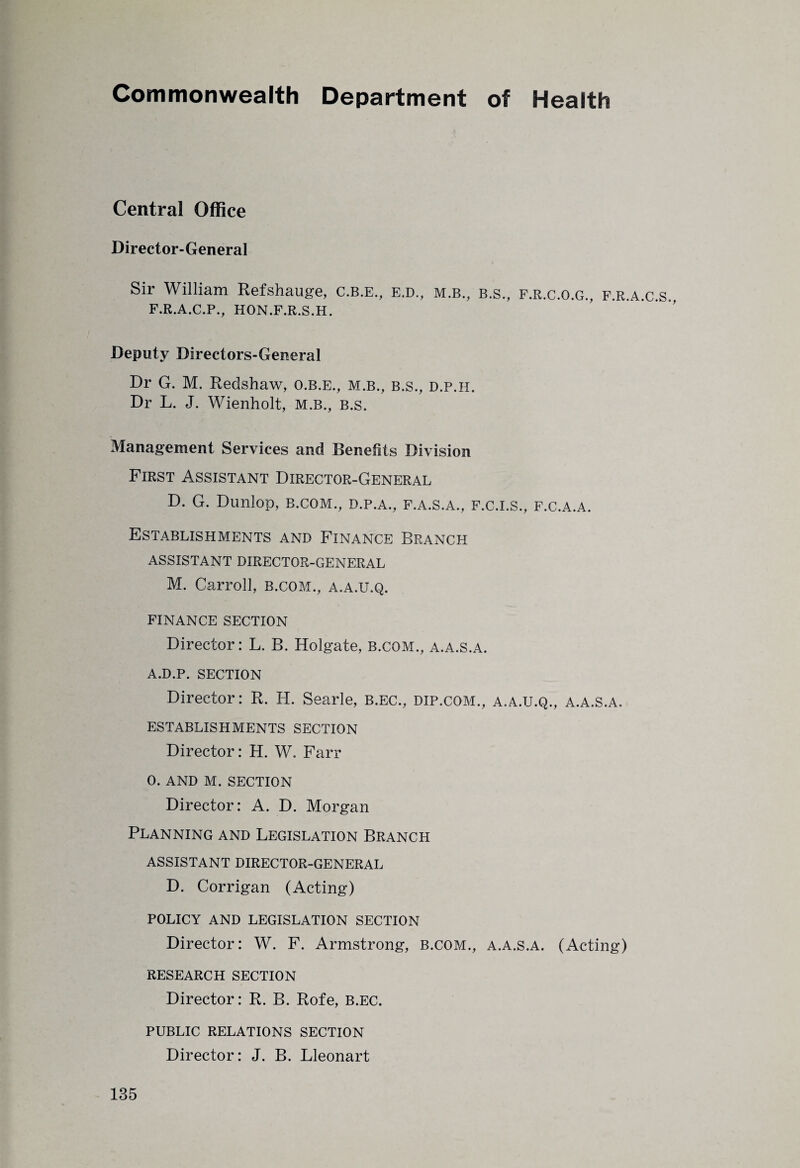 Commonwealth Department of Health
Central Office
Director-General
Sir William Refshauge, C.B.E., E.D., M.B., B.S., F.R.C.O.G., F.R.A.C.S.,
F.R.A.C.P., HON.F.R.S.H.
Deputy Directors-General
Dr G. M. Redshaw, O.B.E., M.B., B.S., D.P.H.
Dr L. J. Wienholt, M.B., B.S.
Management Services and Benefits Division
FIRST ASSISTANT DIRECTOR-GENERAL
D. G. Dunlop, B.COM., D.P.A., F.A.S.A., F.C.I.S., F.C.A.A.
ESTABLISHMENTS AND FINANCE BRANCH
ASSISTANT DIRECTOR-GENERAL
M. Carroll, B.COM., A.A.U.Q.
FINANCE SECTION
Director: L. B. Holgate, B.COM., A.A.S.A.
A.D.P. SECTION
Director: R. H. Searle, B.EC., DIP.COM., A.A.U.Q., A.A.S.A.
ESTABLISHMENTS SECTION
Director: H. W. Farr
O. AND M. SECTION
Director: A. D. Morgan
PLANNING AND LEGISLATION BRANCH
ASSISTANT DIRECTOR-GENERAL
D. Corrigan (Acting)
POLICY AND LEGISLATION SECTION
Director: W. F. Armstrong, B.COM., A.A.S.A. (Acting)
RESEARCH SECTION
Director: R. B. Rofe, B.EC.
PUBLIC RELATIONS SECTION
Director: J. B. Lleonart
135